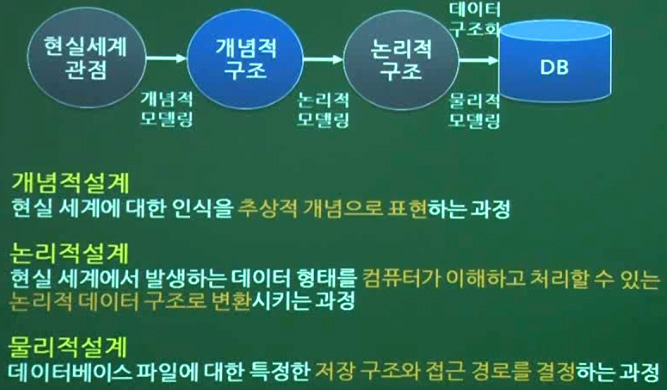 현실세계
관점
개념적
구조
논리적
구조
데이터
구조화
DB
개념적
모델링
논리적
모델링
물리적
모델링
개념적설계
현실 세계에 대한 인식을 추상적 개념으로 표현하는 과정
논리적설계
현실 세계에서 발생하는 데이터 형태를 컴퓨터가 이해하고 처리할 수 있는
논리적 데이터 구조로 변환시키는 과정
물리적설계
데이터베이스 파일에 대한 특정한 저장 구조와 접근 경로를 결정하는 과정